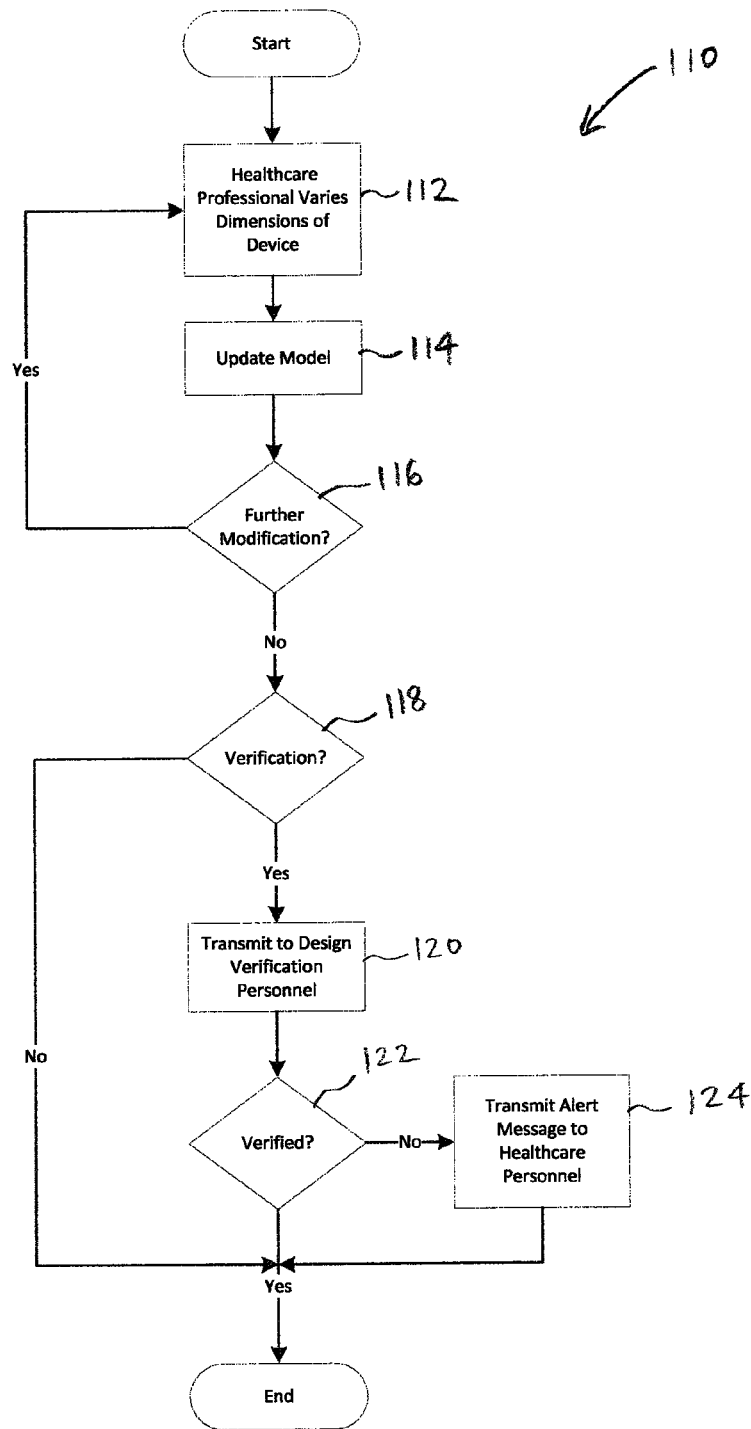 Start
110
Healthcare
Professional Varies
Dimensions of
Device
112
Update Model
114
Yes
116
Further
Modification?
No
118
Verification?
Yes
Transmit to Design
Verification
Personnel
120
No
122
Verified?
No
Transmit Alert
Message to
Healthcare
Personnel
124
Yes
End